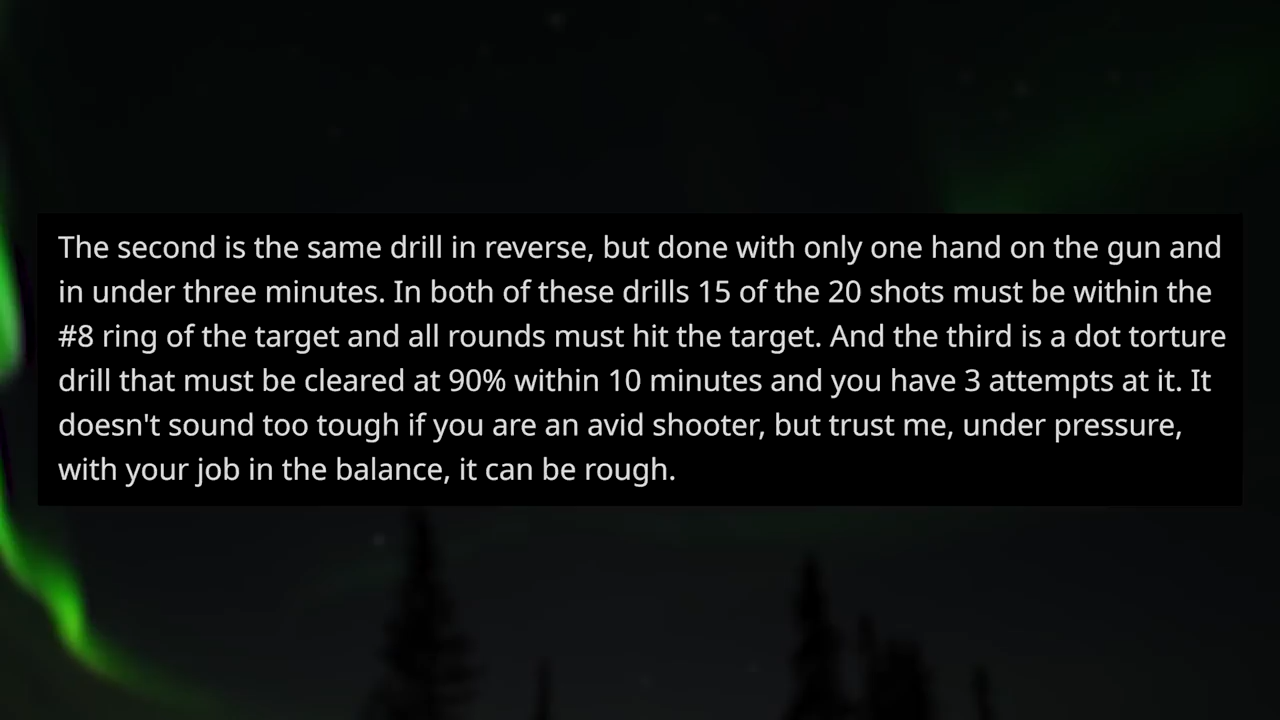 The second is the same drill in reverse, but done with only one hand on the gun and
in under three minutes. In both of these drills 15 of the 20 shots must be within the
#8 ring of the target and all rounds must hit the target. And the third is a dot torture
drill that must be cleared at 90% within 10 minutes and you have 3 attempts at it. It
doesn't sound too tough if you are an avid shooter, but trust me, under pressure,
with your job in the balance, it can be rough.